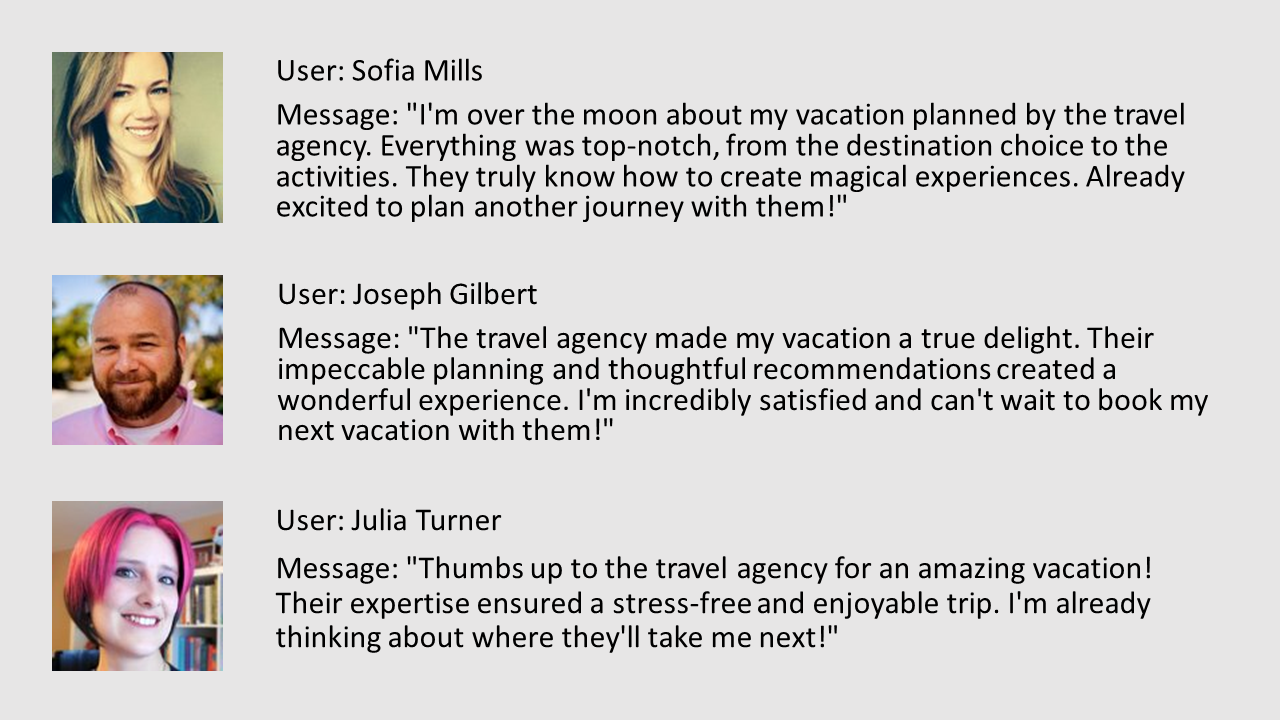 User: Sofia Mills
Message: "I'm over the moon about my vacation planned by the travel
agency. Everything was top-notch, from the destination choice to the
activities. They truly know how to create magical experiences. Already
excited to plan another journey with them!"
User: Joseph Gilbert
Message: "The travel agency made my vacation a true delight. Their
impeccable planning and thoughtful recommendations created a
wonderful experience. I'm incredibly satisfied and can't wait to book my
next vacation with them!"
User: Julia Turner
Message: "Thumbs up to the travel agency for an amazing vacation!
Their expertise ensured a stress-free and enjoyable trip. I'm already
thinking about where they'll take me next!"